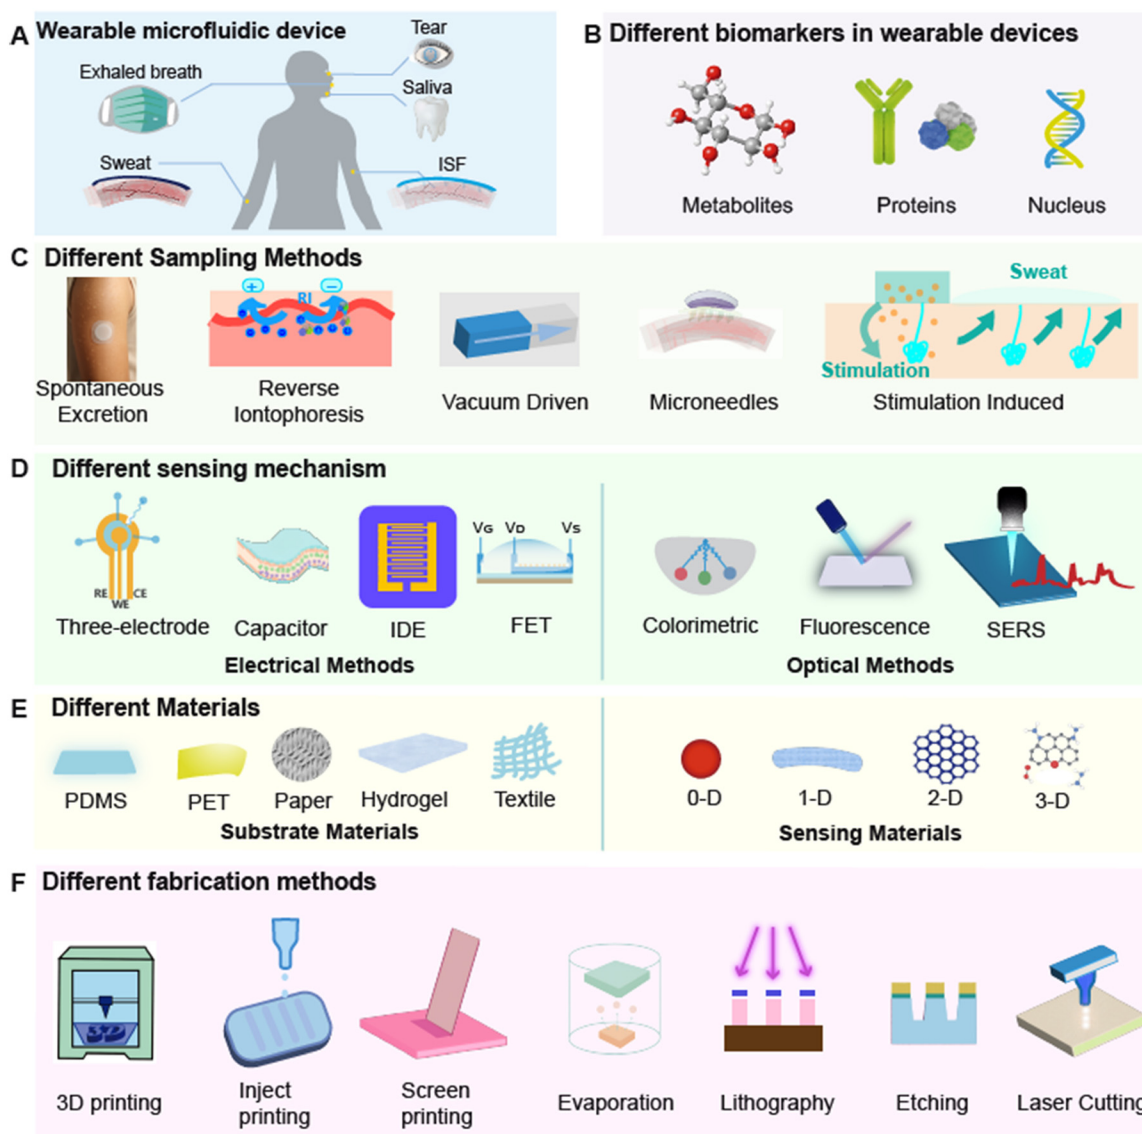 A Wearable microfluidic device
Tear
Exhaled breath
Saliva
Sweat
ISF
B Different biomarkers in wearable devices
Metabolites
Proteins
Nucleus
C Different Sampling Methods
Spontaneous
Excretion
+
RI
−
Reverse
Iontophoresis
Vacuum Driven
Microneedles
Sweat
Stimulation
Stimulation Induced
D Different sensing mechanism
RE
WE
CE
Three-electrode
Capacitor
IDE
VG
VD
VS
FET
Electrical Methods
Colorimetric
Fluorescence
SERS
Optical Methods
E Different Materials
PDMS
PET
Paper
Hydrogel
Textile
Substrate Materials
0-D
1-D
2-D
3-D
Sensing Materials
F Different fabrication methods
3D
3D printing
Inject
printing
Screen
printing
Evaporation
Lithography
Etching
Laser Cutting